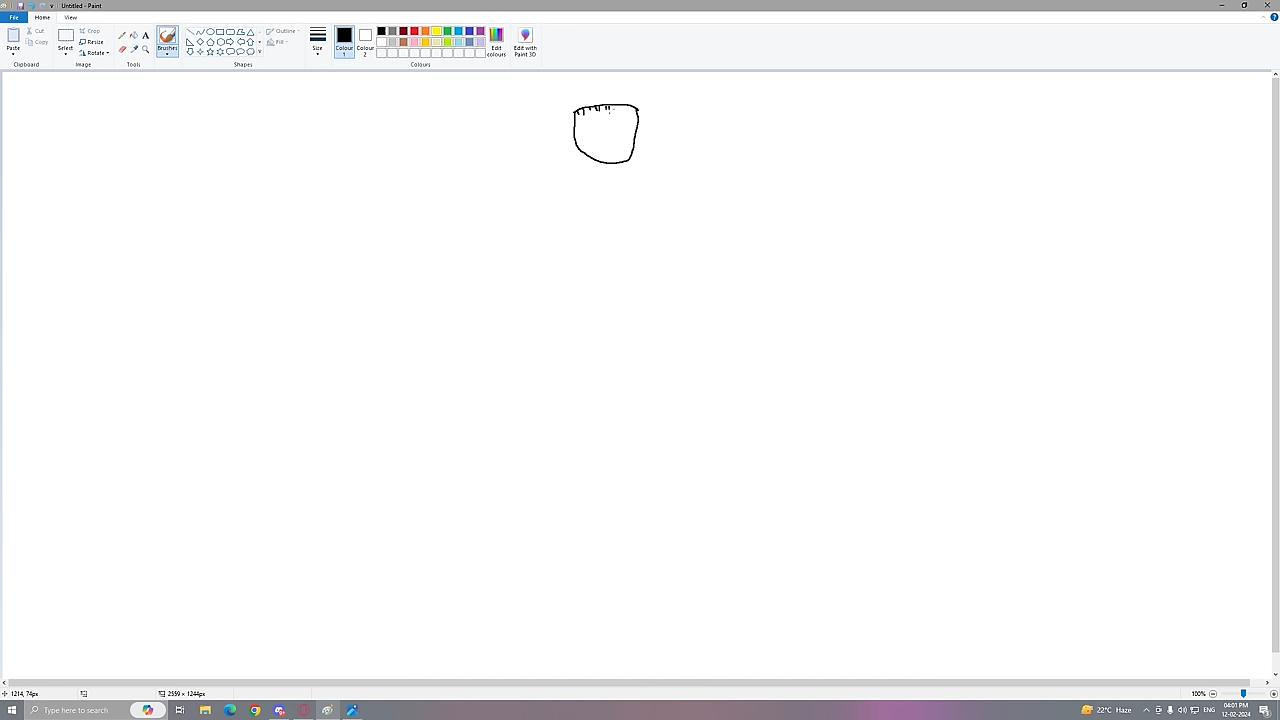 Untitled - Paint
File Home View
Paste
Cut
Copy
Clipboard
Select
Crop
Resize
Rotate
Image
Tools
Brushes
Outline
Fill
Shapes
Size
Colour 1
Colour 2
Edit colours
Colours
Edit with Paint 3D
1214, 74px
2559 × 1244px
100%
Type here to search
22°C Haze
ENG
04:01 PM
12-02-2024